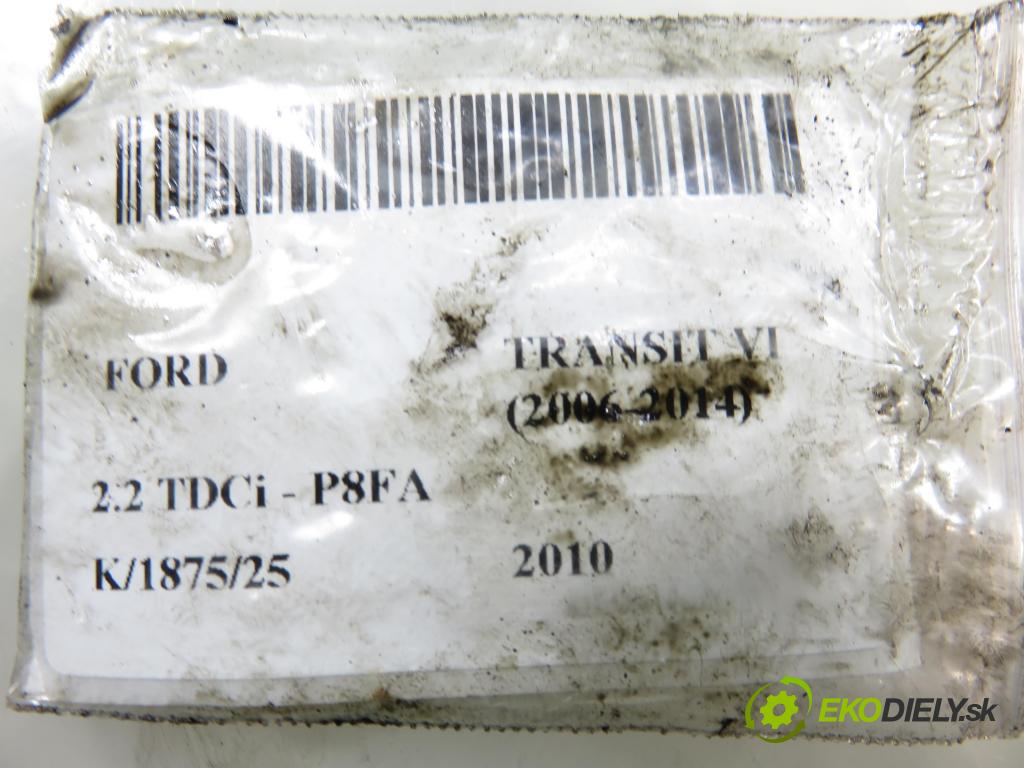 FORD
TRANSIT VI
(2006-2014)
2.2 TDCi - P8FA
K/1875/25
2010
EKODIELY.sk